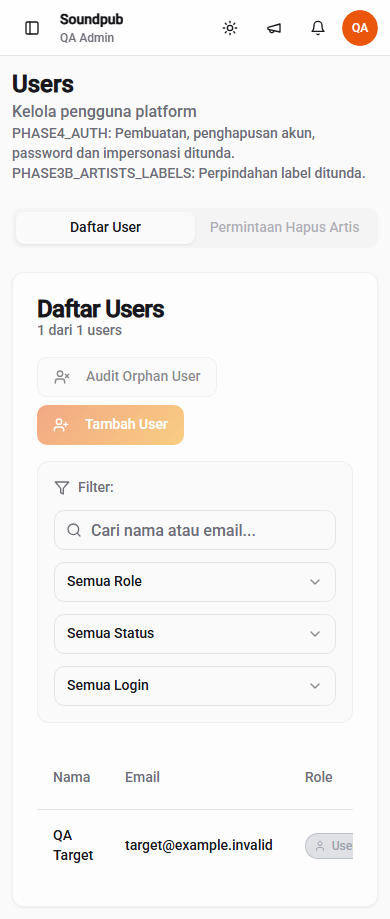 Soundpub
QA Admin
QA
Users
Kelola pengguna platform
PHASE4_AUTH: Pembuatan, penghapusan akun,
password dan impersonasi ditunda.
PHASE3B_ARTISTS_LABELS: Perpindahan label ditunda.
Daftar User
Permintaan Hapus Artis
Daftar Users
1 dari 1 users
Audit Orphan User
Tambah User
Filter:
Cari nama atau email...
Semua Role
Semua Status
Semua Login
Nama Email Role
QA
Target
target@example.invalid
Use